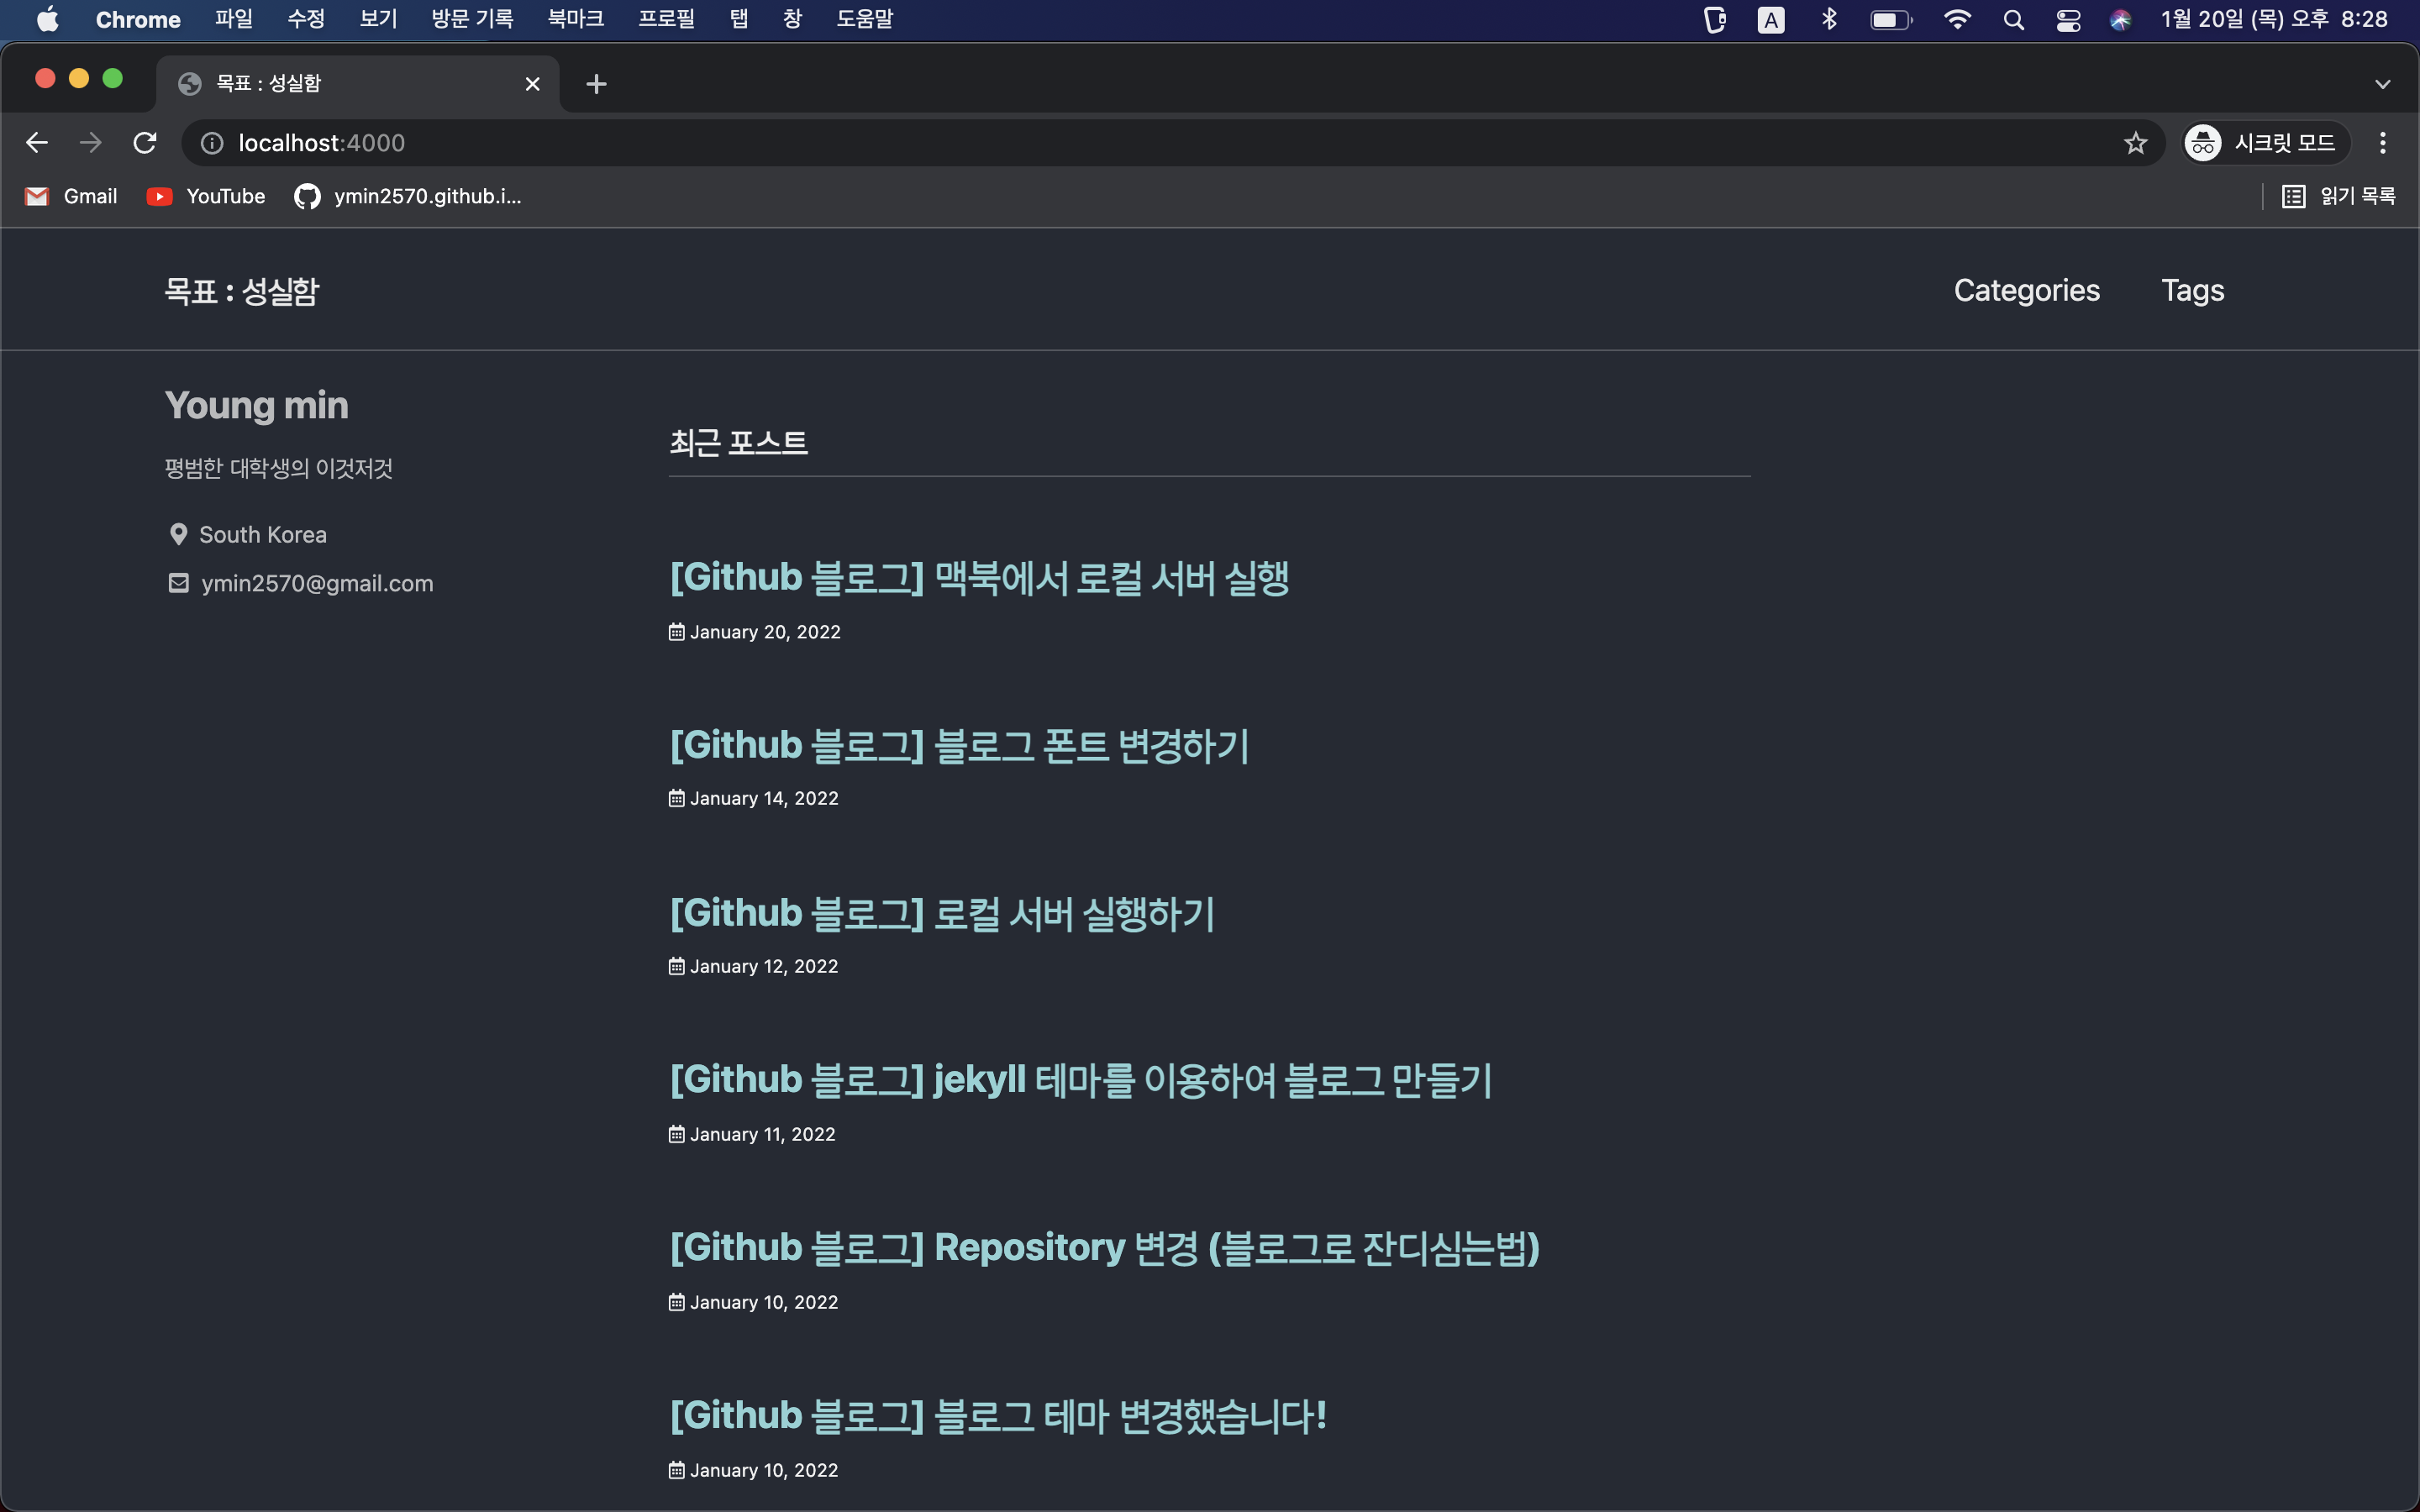 Chrome 파일 수정 보기 방문 기록 북마크 프로필 탭 창 도움말 A 1월 20일 (목) 오후 8:28
목표 : 성실함
localhost:4000 시크릿 모드
Gmail YouTube ymin2570.github.i... 읽기 목록
목표 : 성실함 Categories Tags
Young min
평범한 대학생의 이것저것
South Korea
ymin2570@gmail.com
최근 포스트
[Github 블로그] 맥북에서 로컬 서버 실행
January 20, 2022
[Github 블로그] 블로그 폰트 변경하기
January 14, 2022
[Github 블로그] 로컬 서버 실행하기
January 12, 2022
[Github 블로그] jekyll 테마를 이용하여 블로그 만들기
January 11, 2022
[Github 블로그] Repository 변경 (블로그로 잔디심는법)
January 10, 2022
[Github 블로그] 블로그 테마 변경했습니다!
January 10, 2022